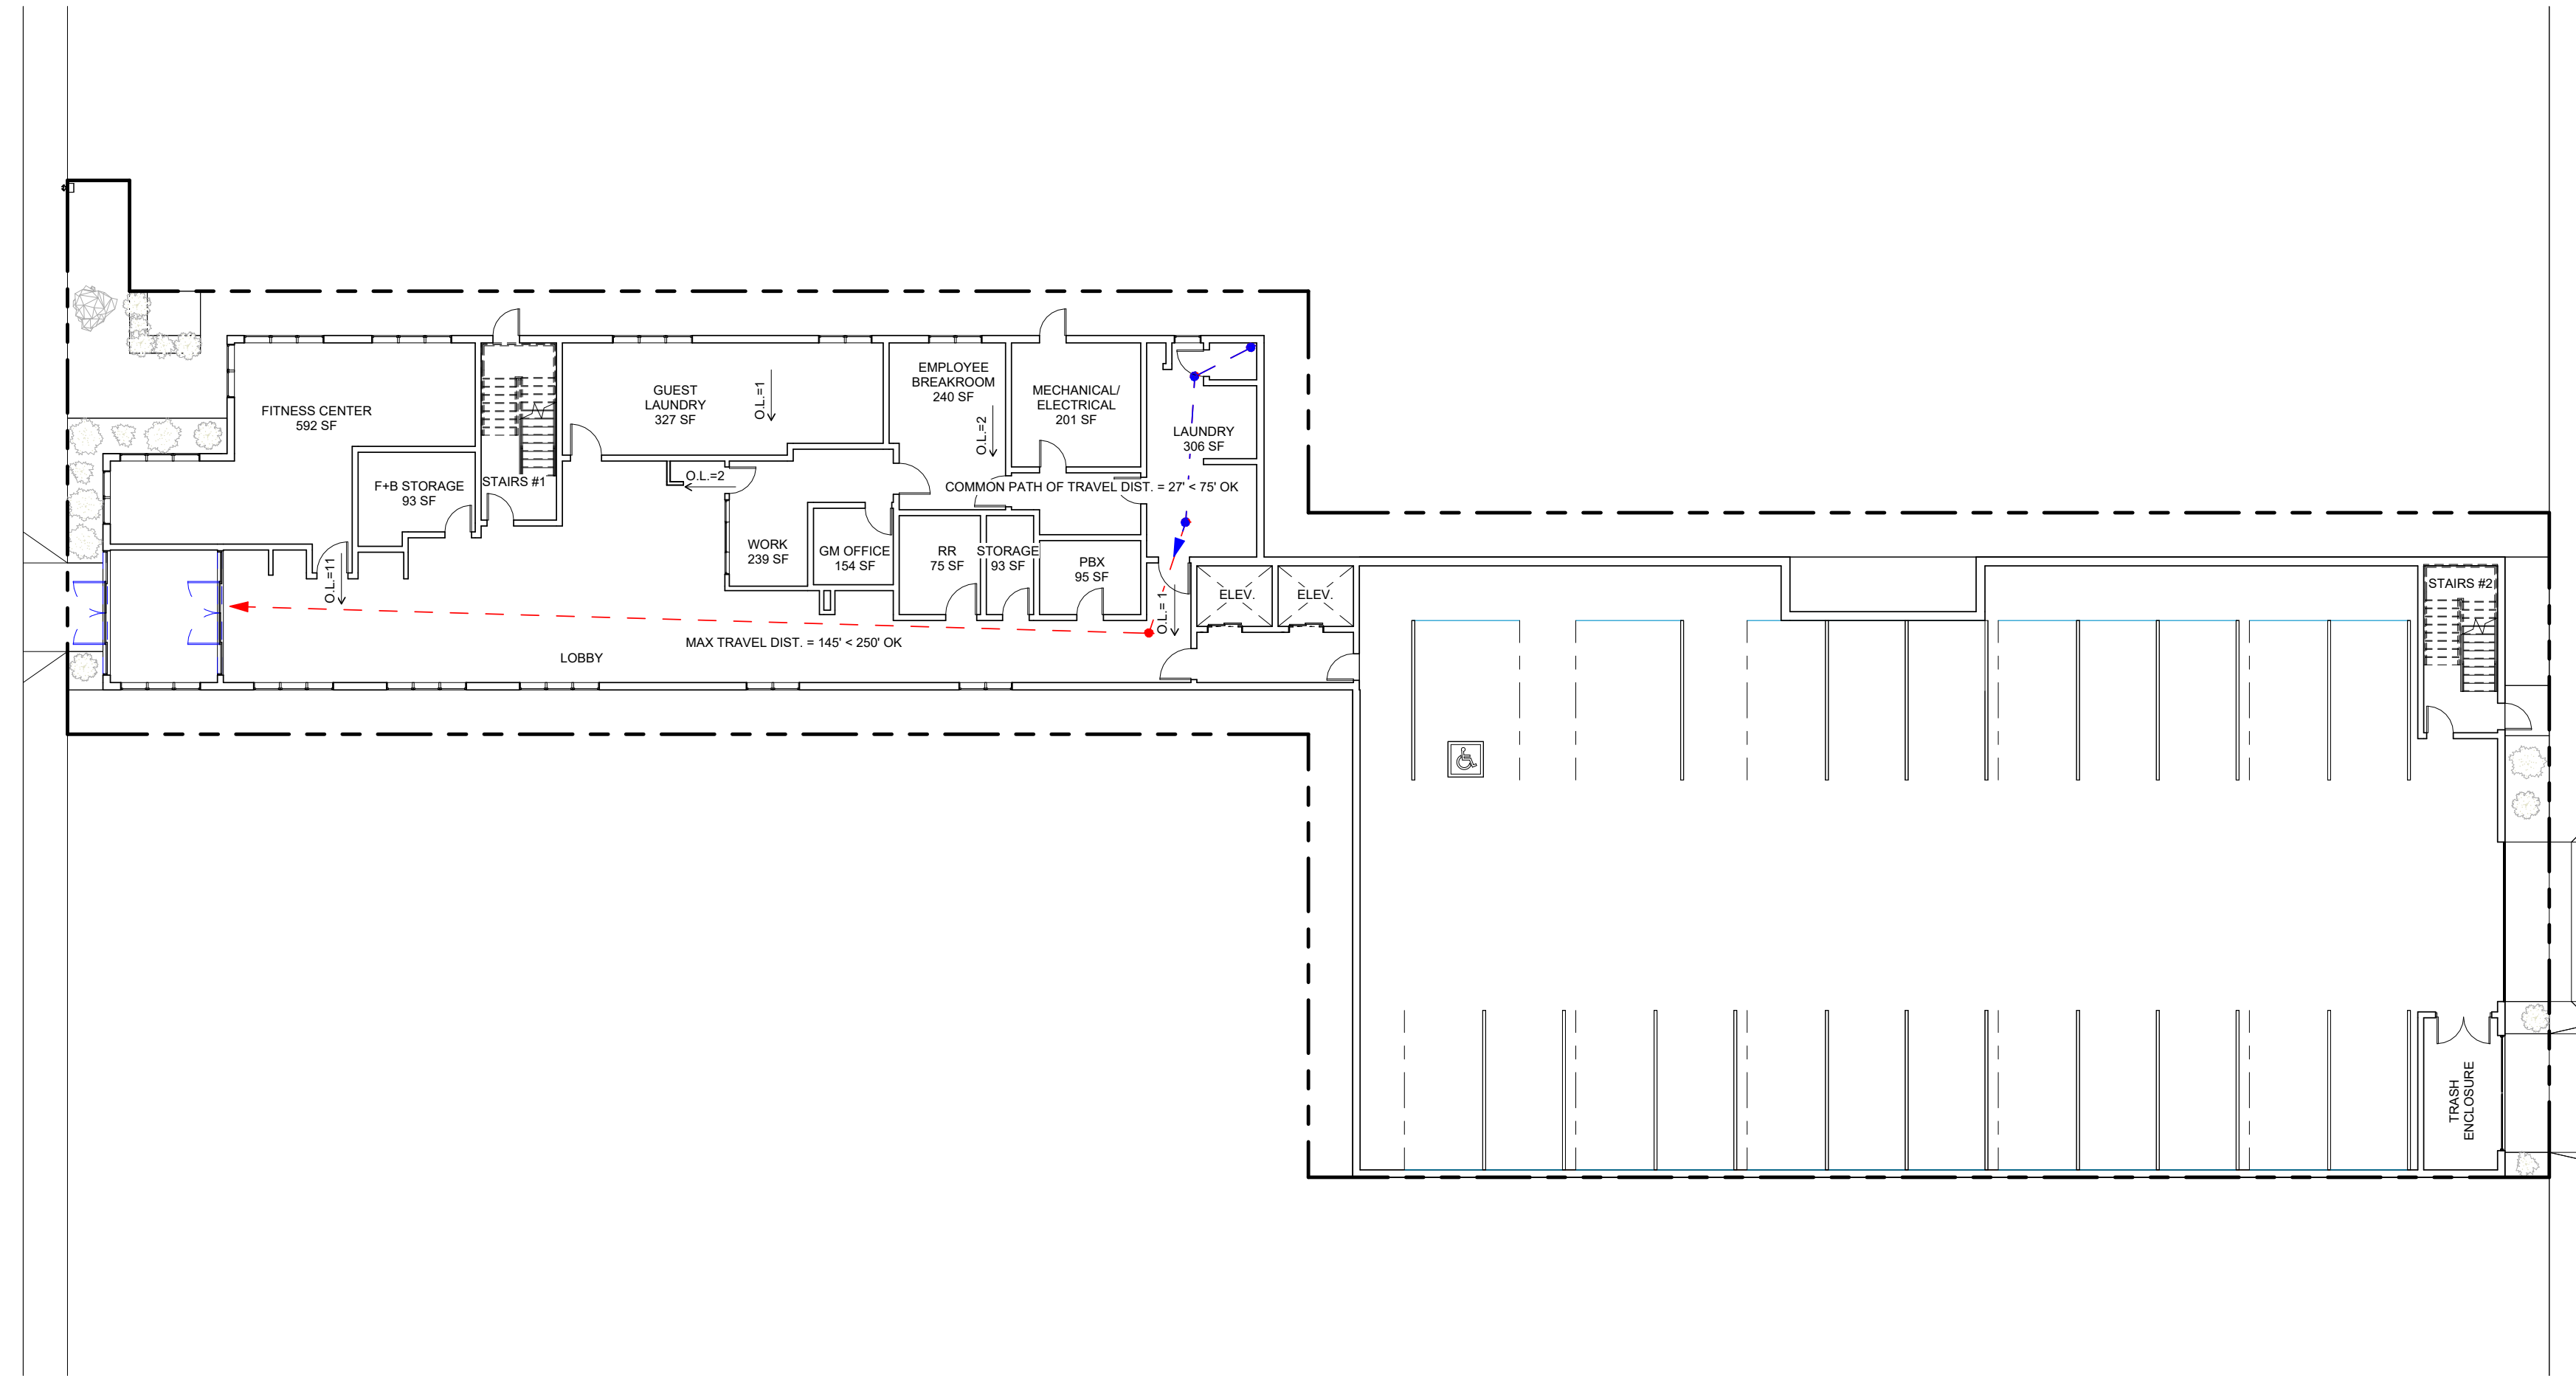 FITNESS CENTER
592 SF
F+B STORAGE
93 SF
STAIRS #1
GUEST
LAUNDRY
327 SF
O.L.=1
EMPLOYEE
BREAKROOM
240 SF
O.L.=2
MECHANICAL/
ELECTRICAL
201 SF
LAUNDRY
306 SF
O.L.=2
COMMON PATH OF TRAVEL DIST. = 27' < 75' OK
WORK
239 SF
GM OFFICE
154 SF
RR
75 SF
STORAGE
93 SF
PBX
95 SF
O.L.=11
O.L.= 1
ELEV.
ELEV.
STAIRS #2
MAX TRAVEL DIST. = 145' < 250' OK
LOBBY
TRASH
ENCLOSURE